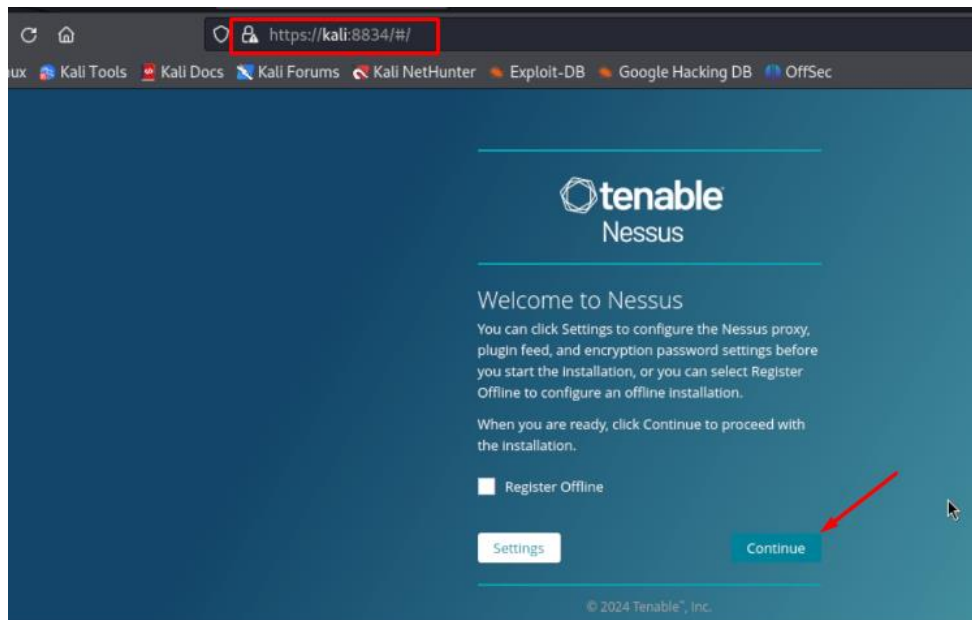 https://kali:8834/#/
Kali Tools Kali Docs Kali Forums Kali NetHunter Exploit-DB Google Hacking DB OffSec
tenable
Nessus
Welcome to Nessus
You can click Settings to configure the Nessus proxy,
plugin feed, and encryption password settings before
you start the installation, or you can select Register
Offline to configure an offline installation.
When you are ready, click Continue to proceed with
the installation.
Register Offline
Settings Continue
© 2024 Tenable™, Inc.